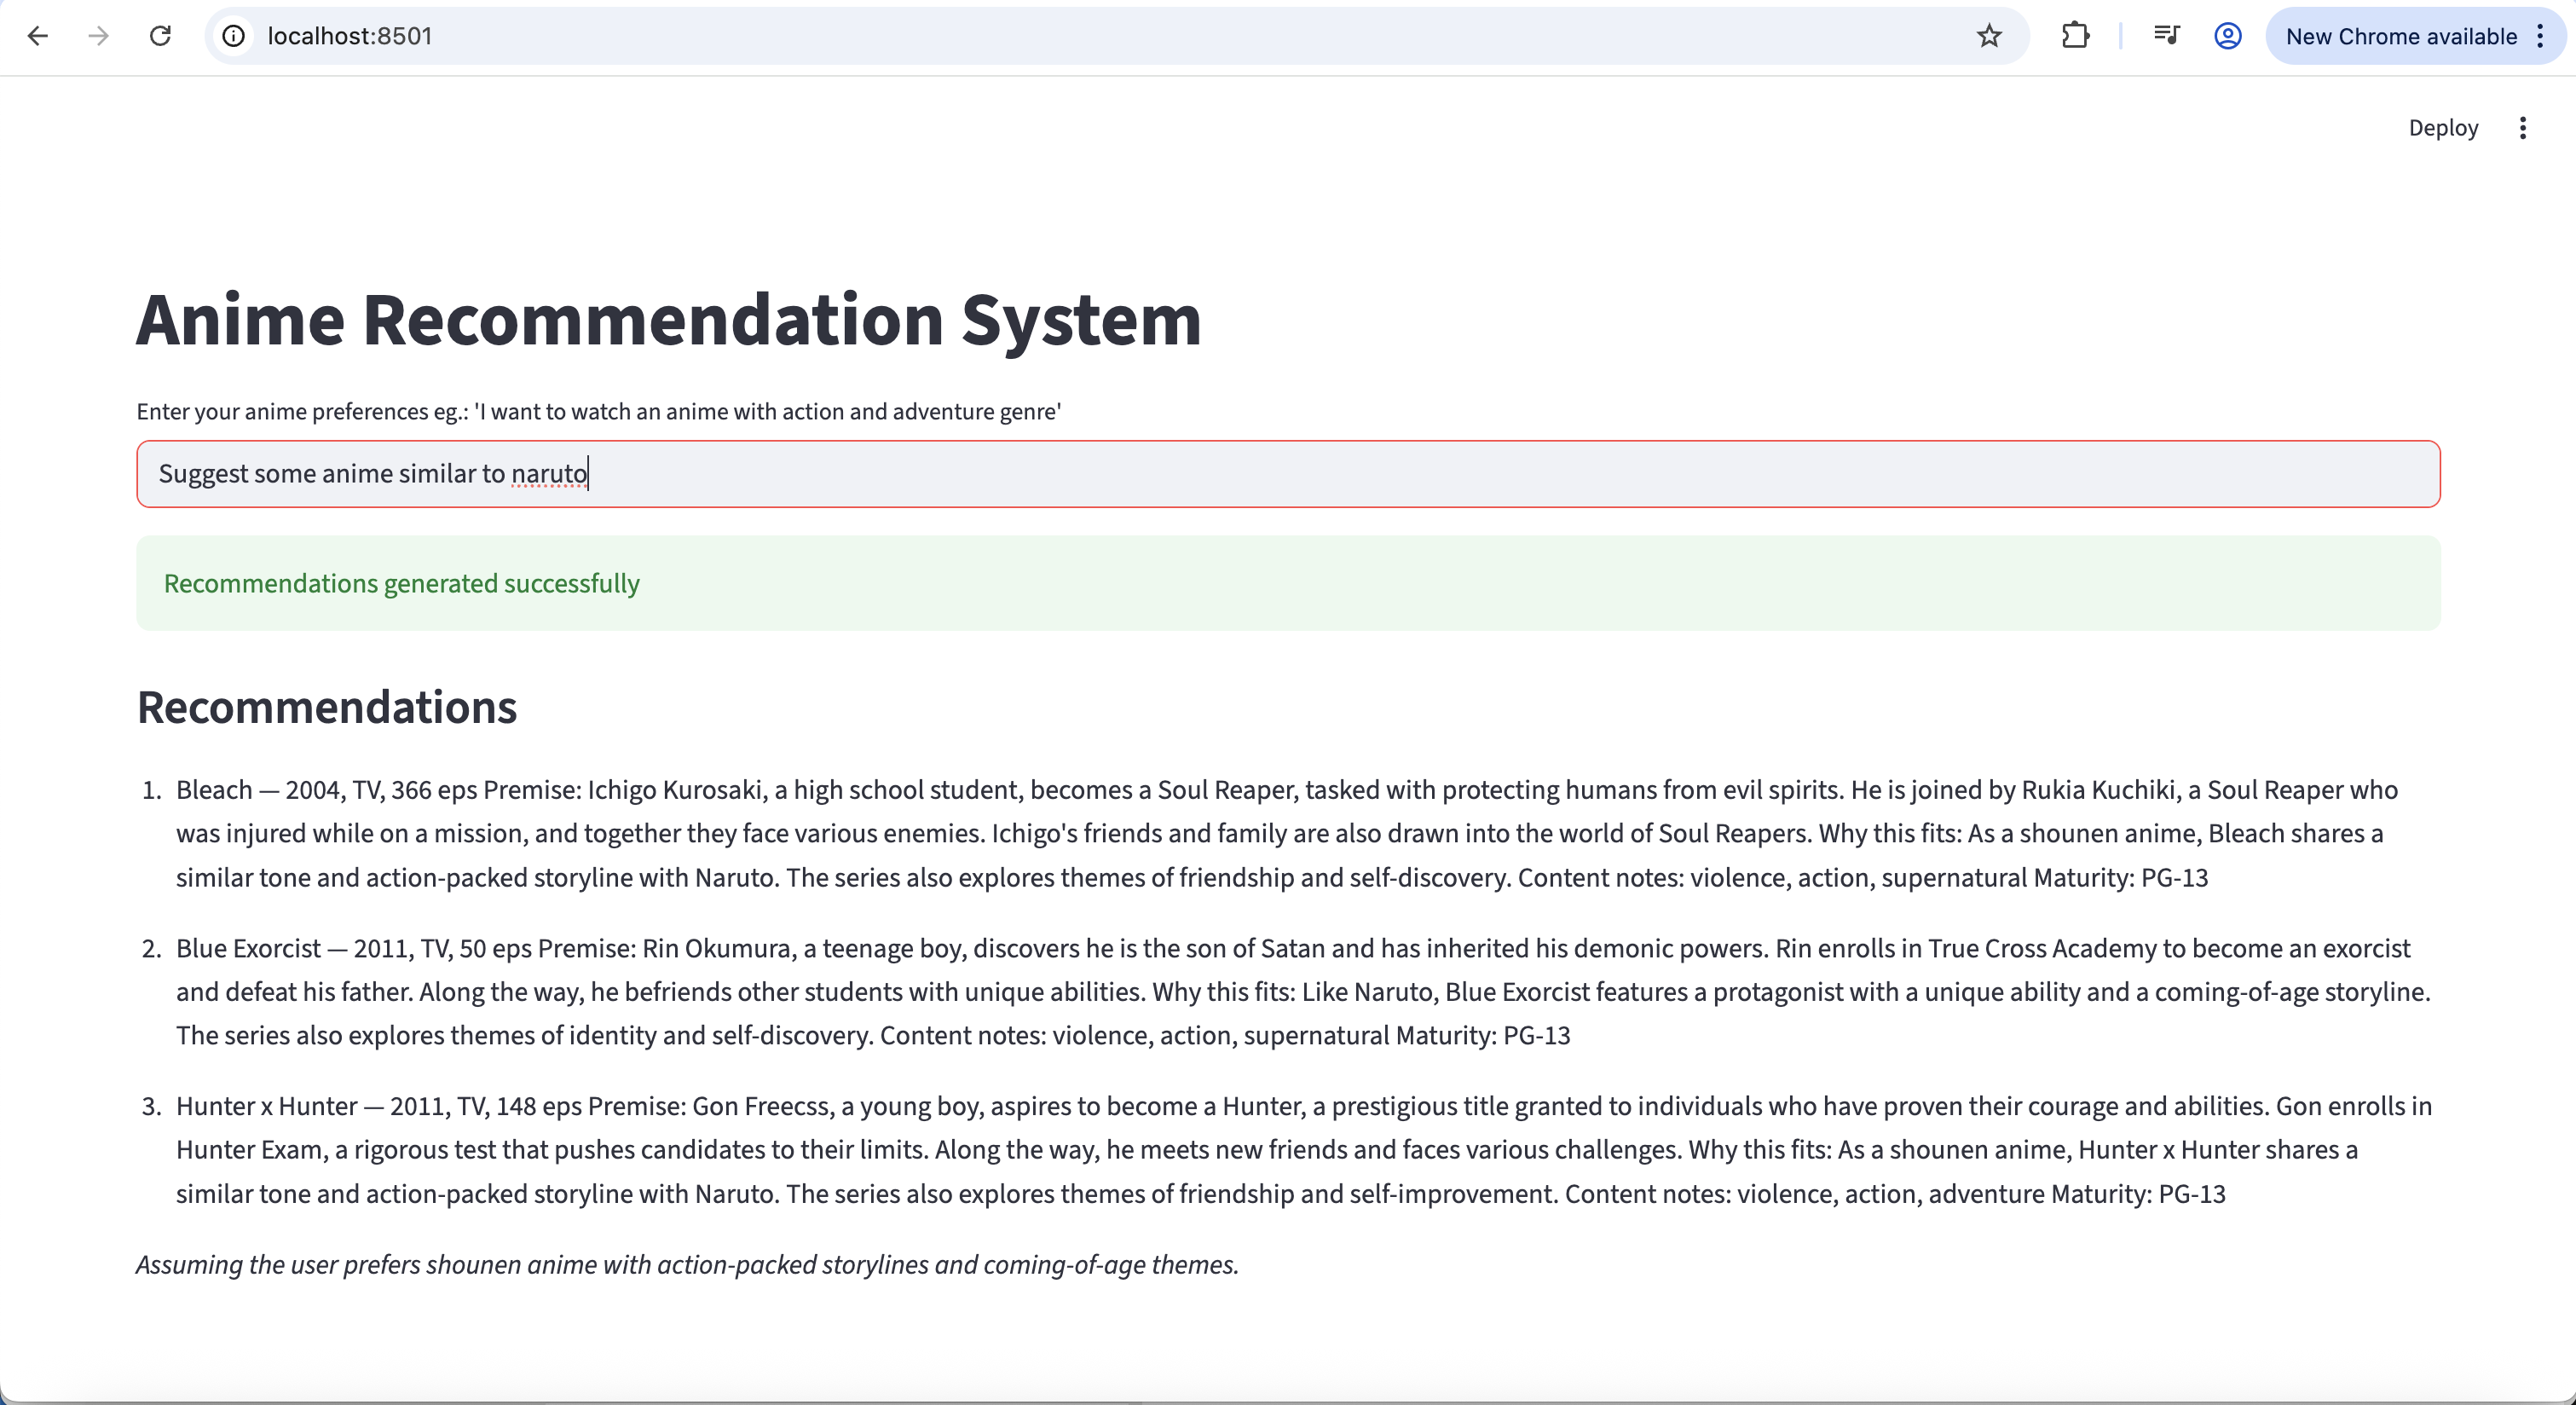 localhost:8501
New Chrome available
Deploy
Anime Recommendation System
Enter your anime preferences eg.: 'I want to watch an anime with action and adventure genre'
Suggest some anime similar to naruto
Recommendations generated successfully
Recommendations
1. Bleach — 2004, TV, 366 eps Premise: Ichigo Kurosaki, a high school student, becomes a Soul Reaper, tasked with protecting humans from evil spirits. He is joined by Rukia Kuchiki, a Soul Reaper who
was injured while on a mission, and together they face various enemies. Ichigo's friends and family are also drawn into the world of Soul Reapers. Why this fits: As a shounen anime, Bleach shares a
similar tone and action-packed storyline with Naruto. The series also explores themes of friendship and self-discovery. Content notes: violence, action, supernatural Maturity: PG-13
2. Blue Exorcist — 2011, TV, 50 eps Premise: Rin Okumura, a teenage boy, discovers he is the son of Satan and has inherited his demonic powers. Rin enrolls in True Cross Academy to become an exorcist
and defeat his father. Along the way, he befriends other students with unique abilities. Why this fits: Like Naruto, Blue Exorcist features a protagonist with a unique ability and a coming-of-age storyline.
The series also explores themes of identity and self-discovery. Content notes: violence, action, supernatural Maturity: PG-13
3. Hunter x Hunter — 2011, TV, 148 eps Premise: Gon Freecss, a young boy, aspires to become a Hunter, a prestigious title granted to individuals who have proven their courage and abilities. Gon enrolls in
Hunter Exam, a rigorous test that pushes candidates to their limits. Along the way, he meets new friends and faces various challenges. Why this fits: As a shounen anime, Hunter x Hunter shares a
similar tone and action-packed storyline with Naruto. The series also explores themes of friendship and self-improvement. Content notes: violence, action, adventure Maturity: PG-13
Assuming the user prefers shounen anime with action-packed storylines and coming-of-age themes.